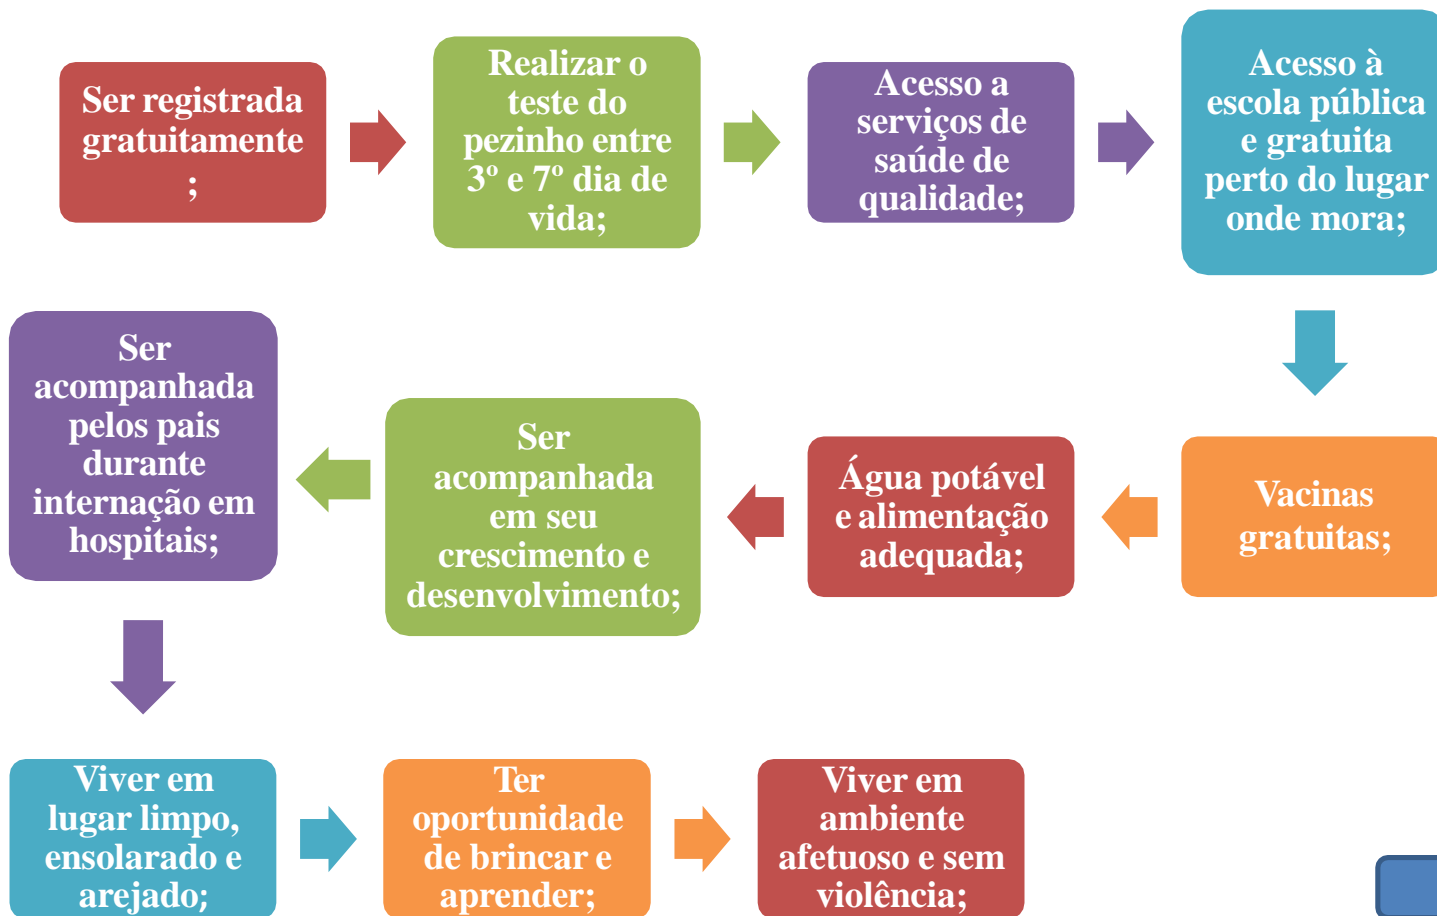 Ser registrada
gratuitamente
;
Realizar o
teste do
pezinho entre
3º e 7º dia de
vida;
Acesso a
serviços de
saúde de
qualidade;
Acesso à
escola pública
e gratuita
perto do lugar
onde mora;
Vacinas
gratuitas;
Água potável
e alimentação
adequada;
Ser
acompanhada
em seu
crescimento e
desenvolvimento;
Ser
acompanhada
pelos pais
durante
internação em
hospitais;
Viver em
lugar limpo,
ensolarado e
arejado;
Ter
oportunidade
de brincar e
aprender;
Viver em
ambiente
afetuoso e sem
violência;